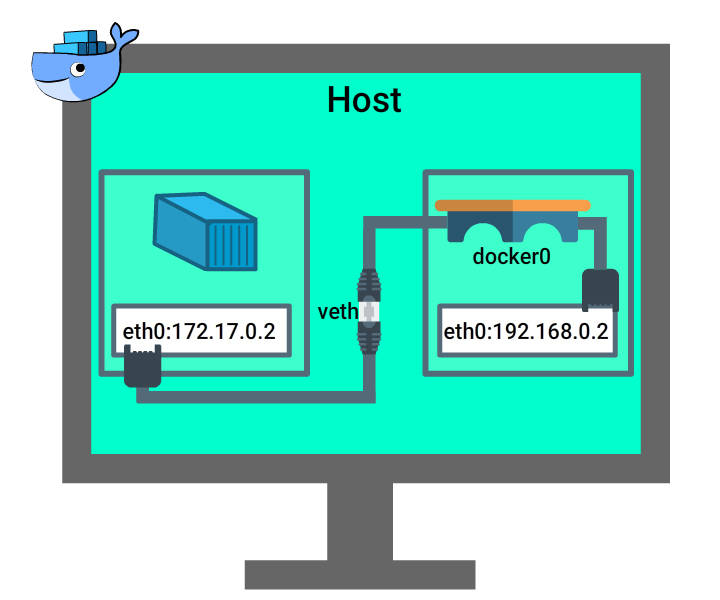 Host
docker0
veth
eth0:172.17.0.2
eth0:192.168.0.2